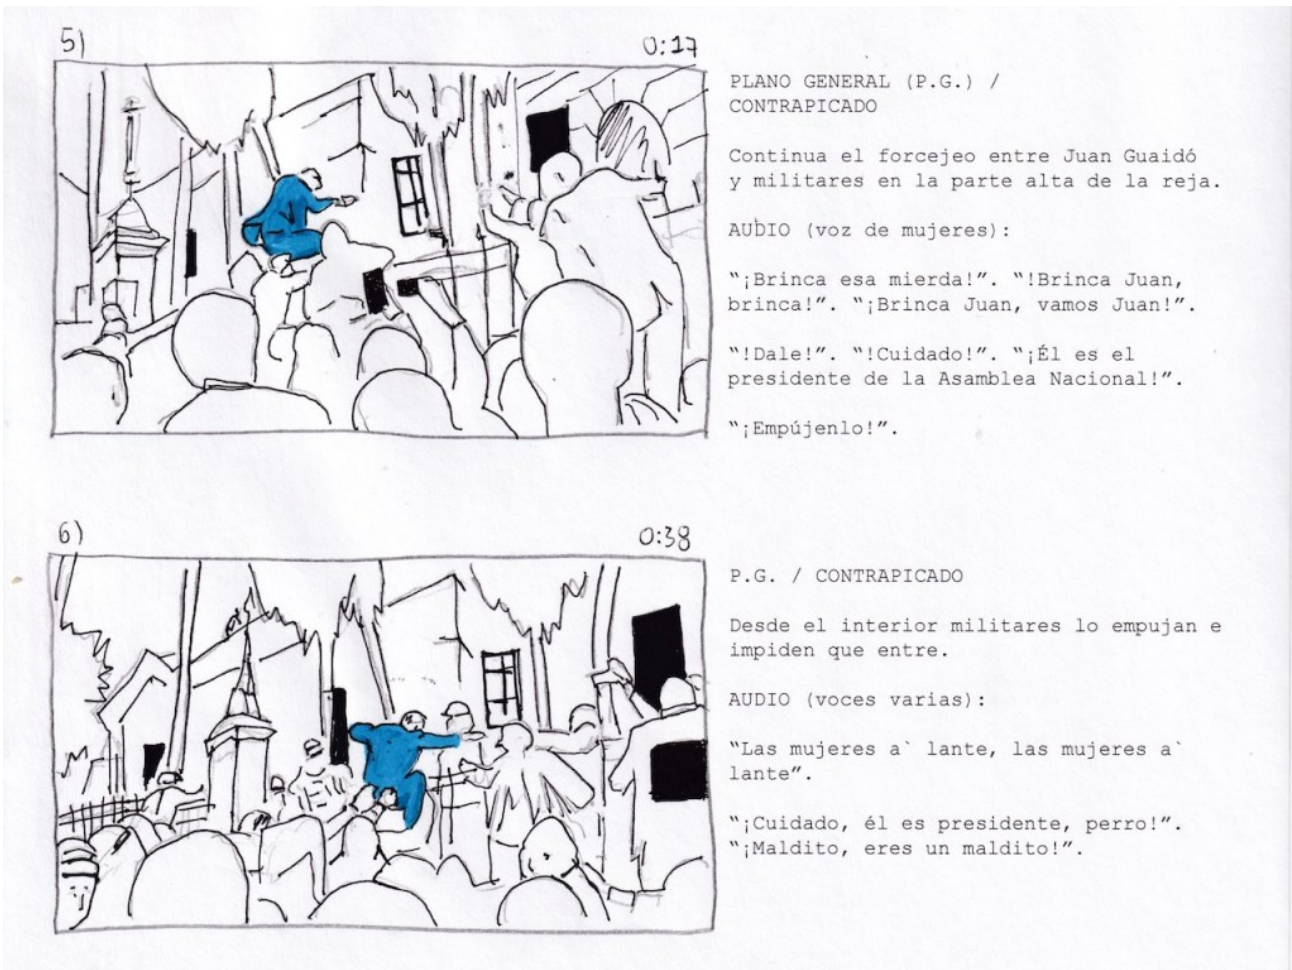 5)
0:17
PLANO GENERAL (P.G.) /
CONTRAPICADO
Continua el forcejeo entre Juan Guaidó
y militares en la parte alta de la reja.
AUDIO (voz de mujeres):
“¡Brinca esa mierda!”. “!Brinca Juan,
brinca!”. “¡Brinca Juan, vamos Juan!”.
“!Dale!”. “!Cuidado!”. “¡Él es el
presidente de la Asamblea Nacional!”.
“¡Empújenlo!”.
6)
0:38
P.G. / CONTRAPICADO
Desde el interior militares lo empujan e
impiden que entre.
AUDIO (voces varias):
“Las mujeres a` lante, las mujeres a`
lante”.
“¡Cuidado, él es presidente, perro!”.
“¡Maldito, eres un maldito!”.